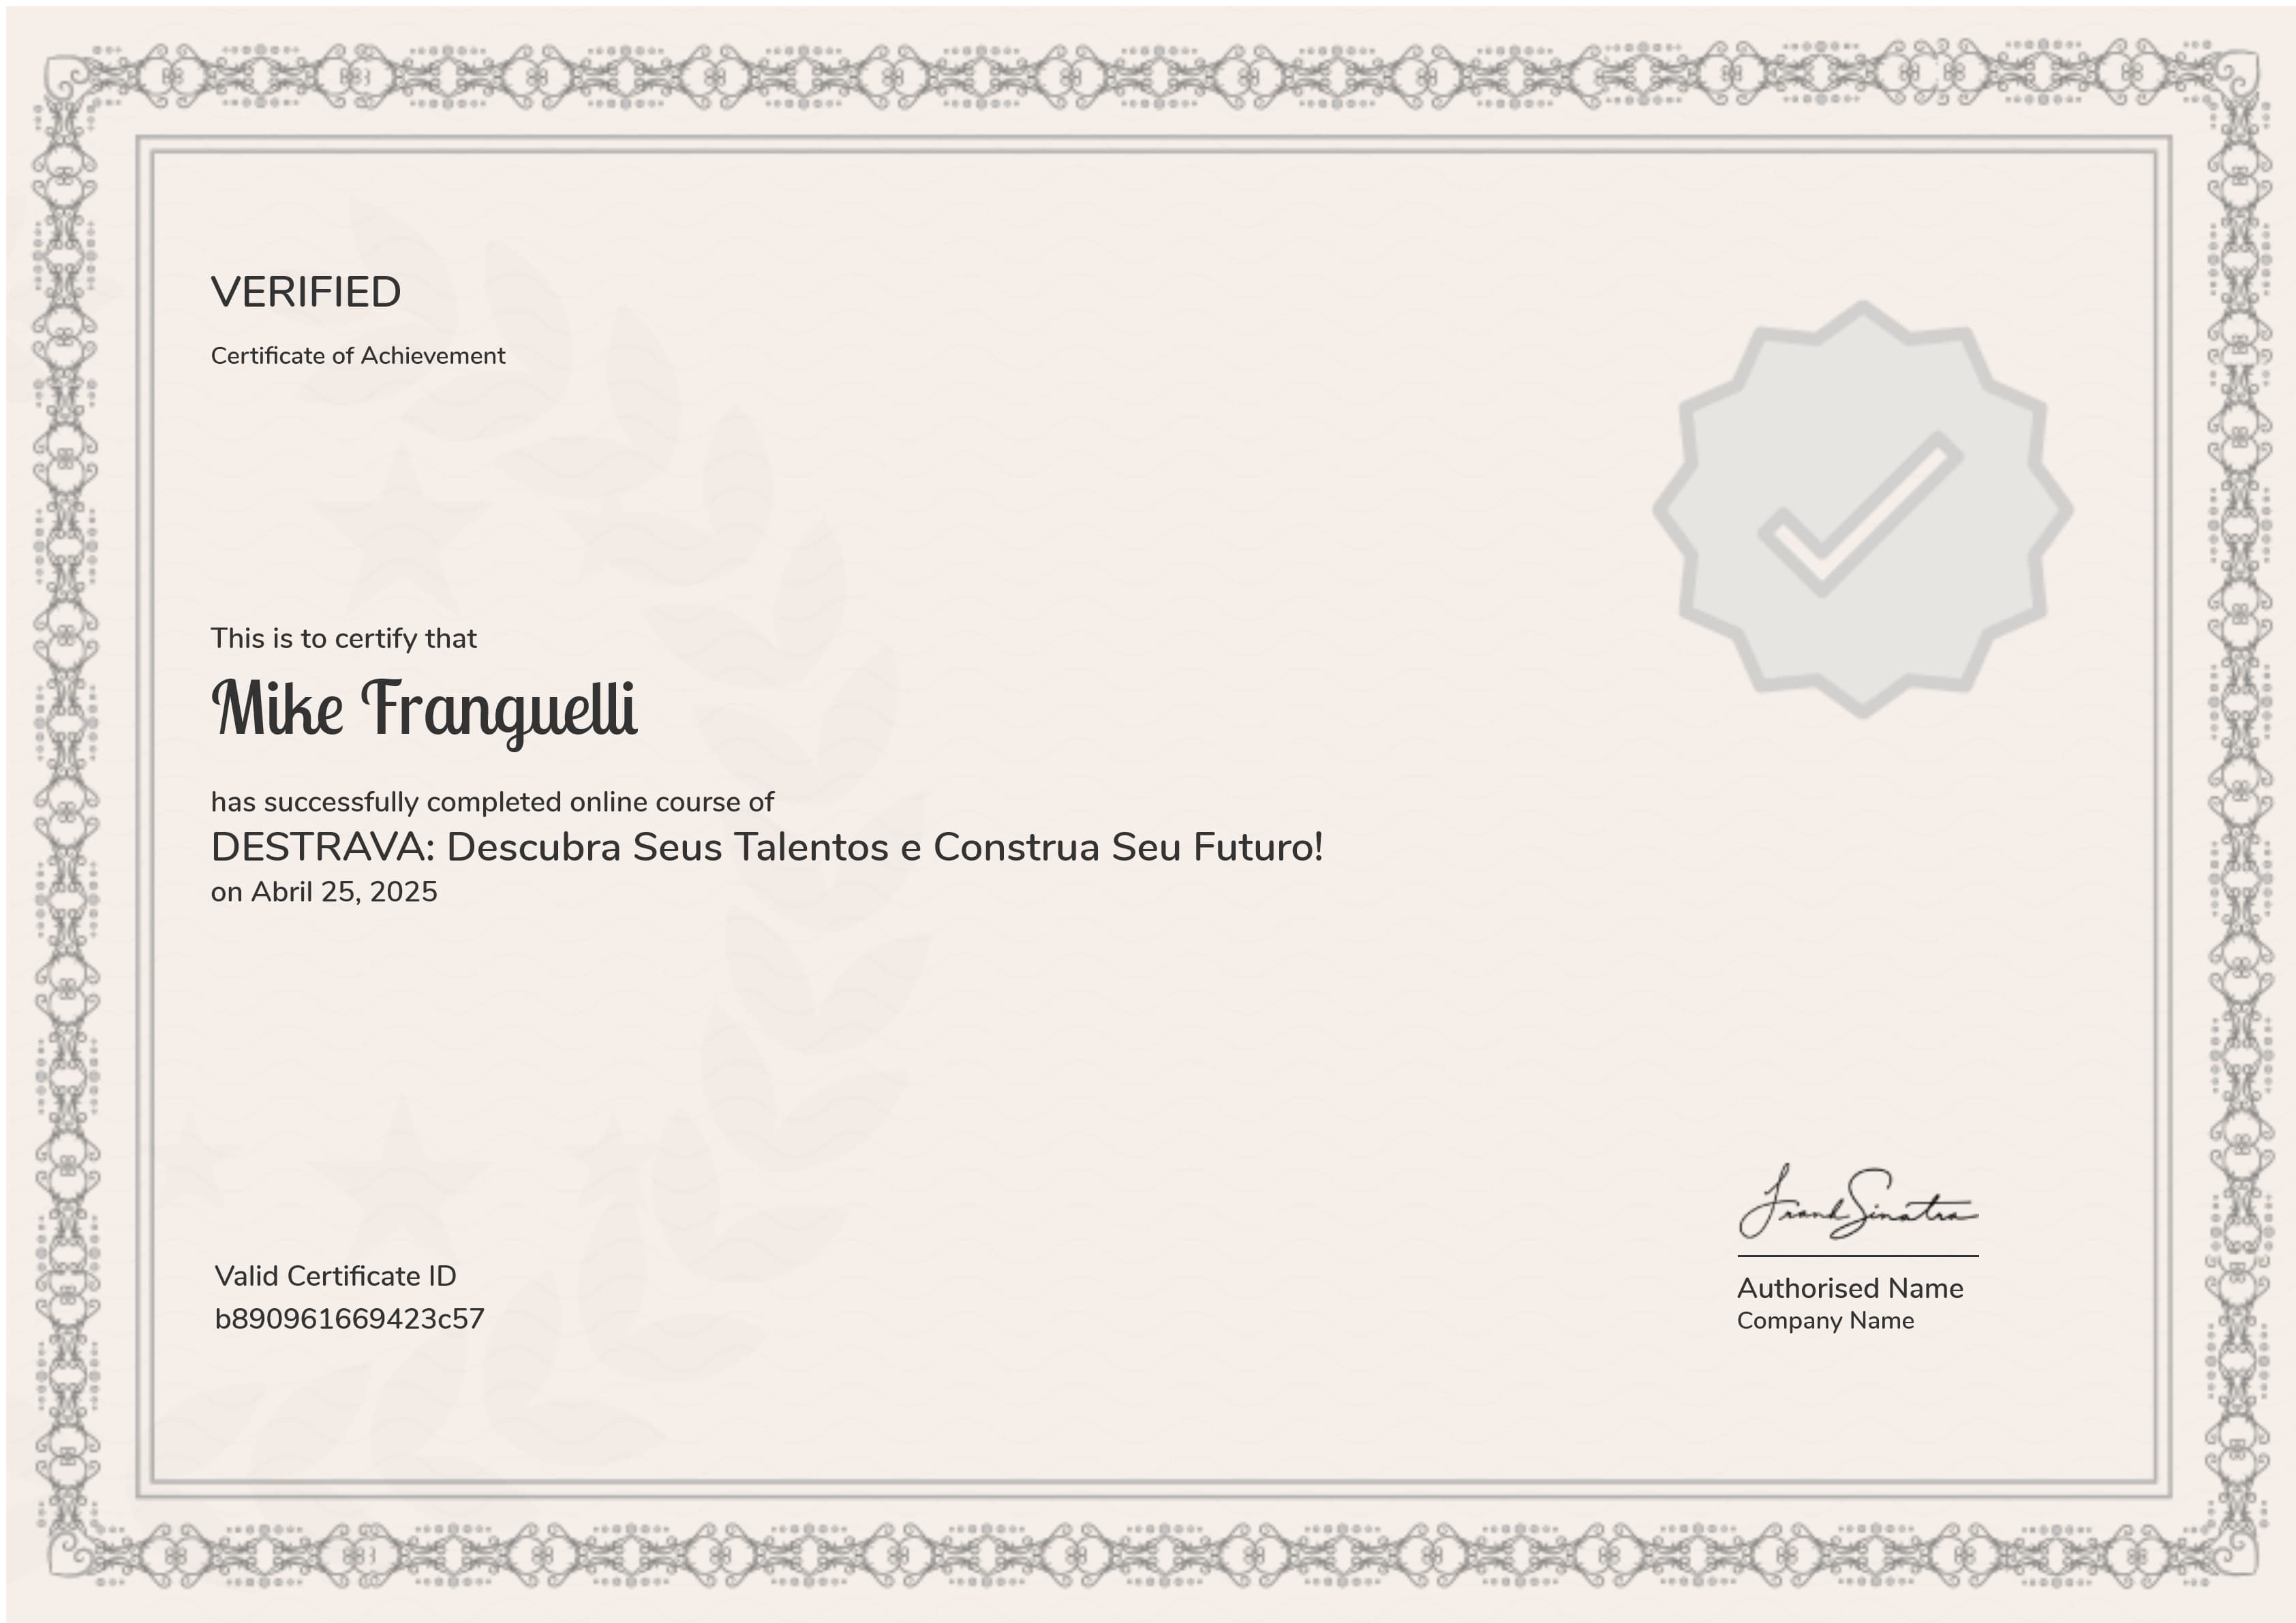 VERIFIED
Certificate of Achievement
This is to certify that
Mike Franguelli
has successfully completed online course of
DESTRAVA: Descubra Seus Talentos e Construa Seu Futuro!
on Abril 25, 2025
Frank Sinatra
Valid Certificate ID
b890961669423c57
Authorised Name
Company Name